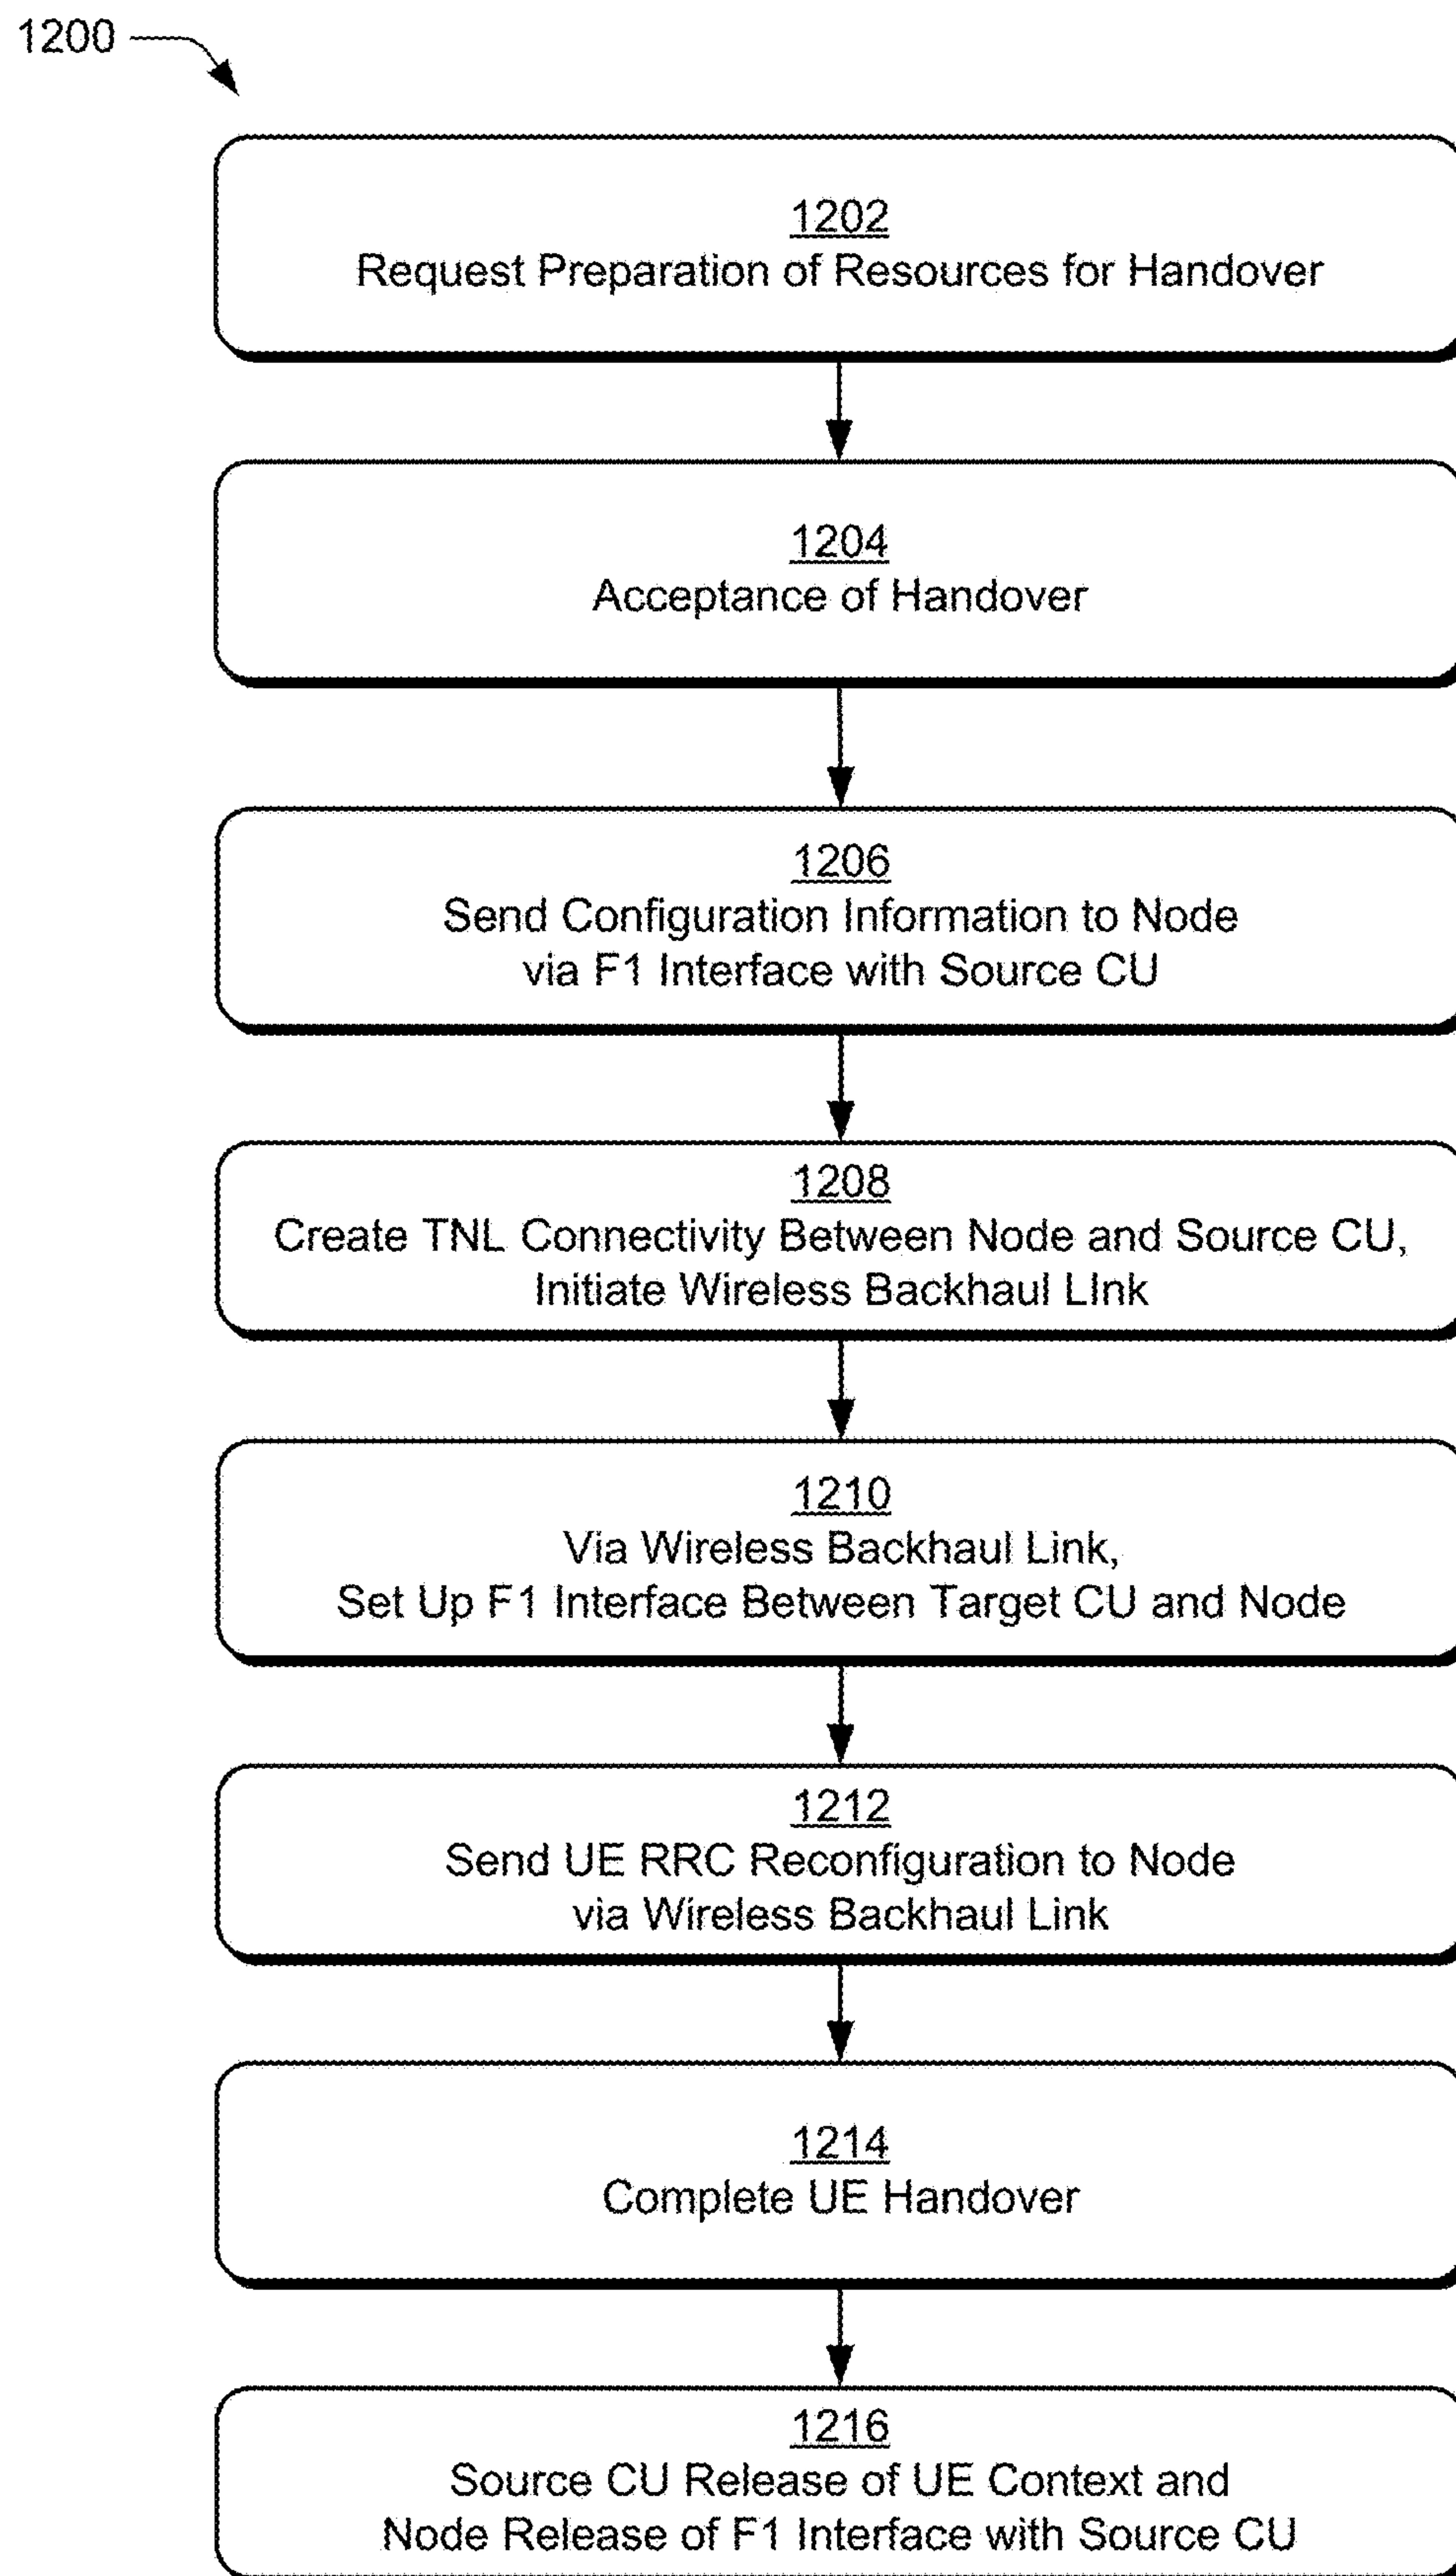 1200
1202
Request Preparation of Resources for Handover
1204
Acceptance of Handover
1206
Send Configuration Information to Node
via F1 Interface with Source CU
1208
Create TNL Connectivity Between Node and Source CU,
Initiate Wireless Backhaul LInk
1210
Via Wireless Backhaul Link,
Set Up F1 Interface Between Target CU and Node
1212
Send UE RRC Reconfiguration to Node
via Wireless Backhaul Link
1214
Complete UE Handover
1216
Source CU Release of UE Context and
Node Release of F1 Interface with Source CU